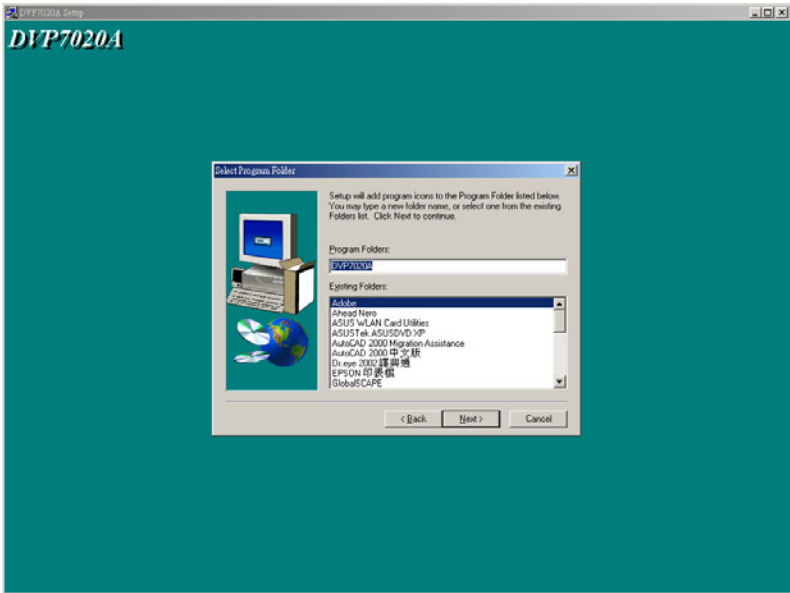 DVP7020A Setup
DVP7020A
Select Program Folder
Setup will add program icons to the Program Folder listed below.
You may type a new folder name, or select one from the existing
Folders list. Click Next to continue.
Program Folders:
DVP7020A
Existing Folders:
Adobe
Ahead Nero
ASUS WLAN Card Utilities
ASUSTek ASUSDVD XP
AutoCAD 2000 Migration Assistance
AutoCAD 2000 中文版
Dr.eye 2002 譯典通
EPSON 印表機
GlobalSCAPE
< Back
Next >
Cancel